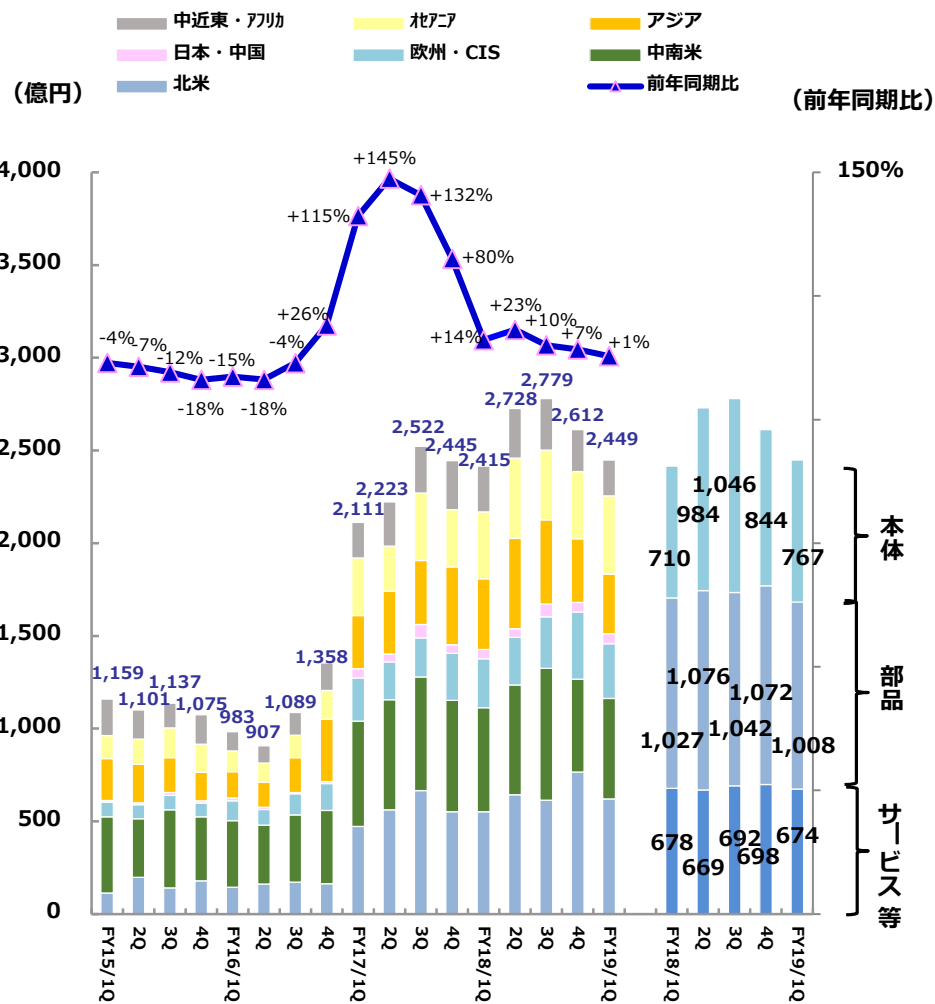 中近東・ｱﾌﾘｶ
ｵｾｱﾆｱ
アジア
日本・中国
欧州・CIS
中南米
北米
前年同期比
（億円）
（前年同期比）
4,000
3,500
3,000
2,500
2,000
1,500
1,000
500
0
150%
-4%
-7%
-12%
-18%
-15%
-18%
-4%
+26%
+115%
+145%
+132%
+80%
+14%
+23%
+10%
+7%
+1%
1,159
1,101
1,137
1,075
983
907
1,089
1,358
2,111
2,223
2,522
2,445
2,415
2,728
2,779
2,612
2,449
710
984
1,046
844
767
1,027
1,076
1,042
1,072
1,008
678
669
692
698
674
本体
部品
サービス等
FY15/1Q
2Q
3Q
4Q
FY16/1Q
2Q
3Q
4Q
FY17/1Q
2Q
3Q
4Q
FY18/1Q
2Q
3Q
4Q
FY19/1Q
FY18/1Q
2Q
3Q
4Q
FY19/1Q